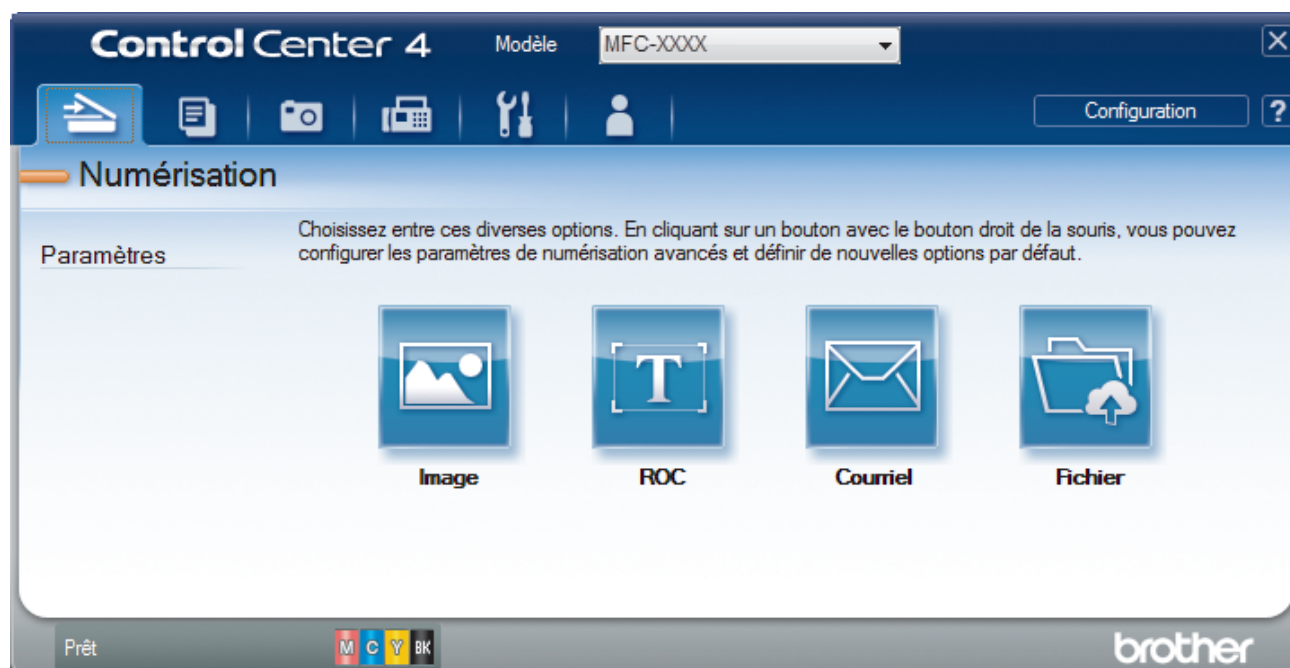 Control Center 4
Modèle
MFC-XXXX
Configuration
?
Numérisation
Paramètres
Choisissez entre ces diverses options. En cliquant sur un bouton avec le bouton droit de la souris, vous pouvez
configurer les paramètres de numérisation avancés et définir de nouvelles options par défaut.
T
Image
ROC
Courriel
Fichier
Prêt
M C Y BK
brother